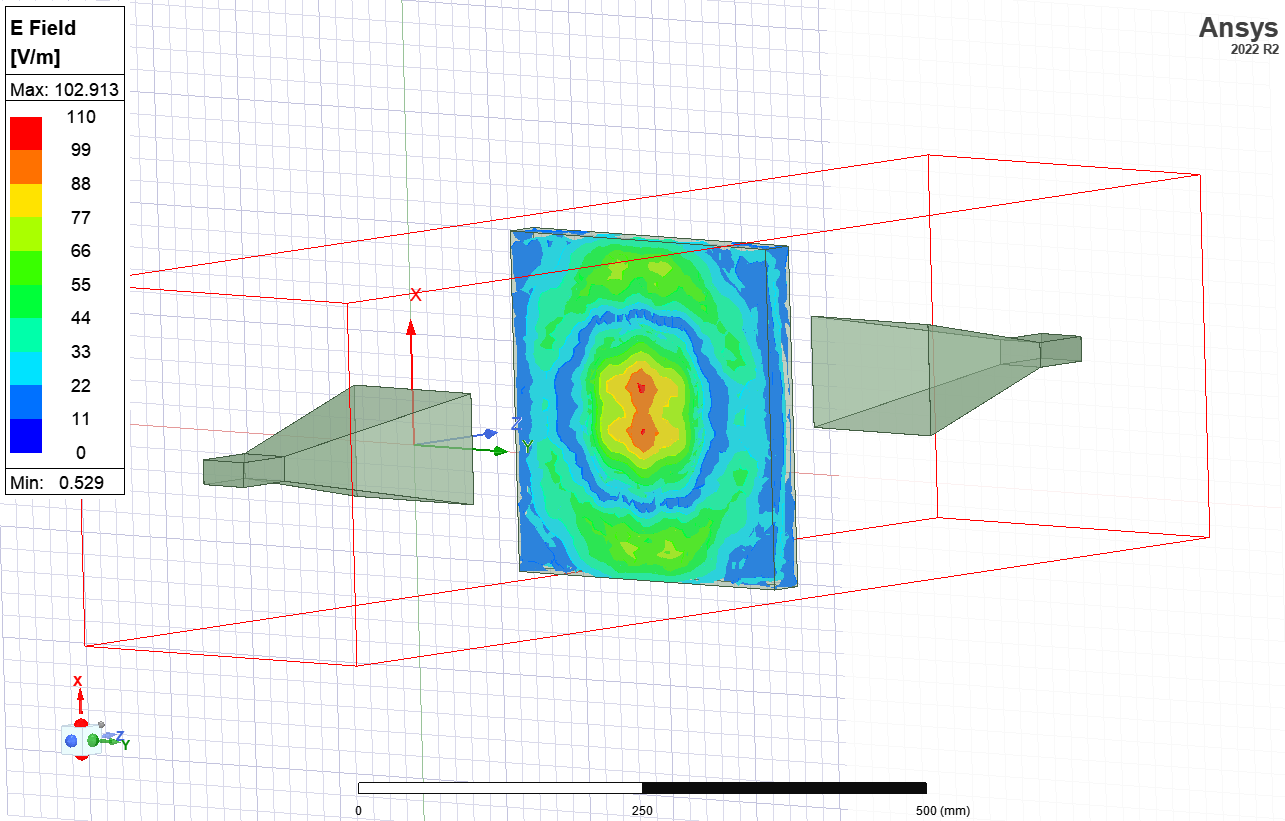 E Field
[V/m]
Max: 102.913
110
99
88
77
66
55
44
33
22
11
0
Min: 0.529
Ansys
2022 R2
X
Z
Y
X
Z
Y
0 250 500 (mm)